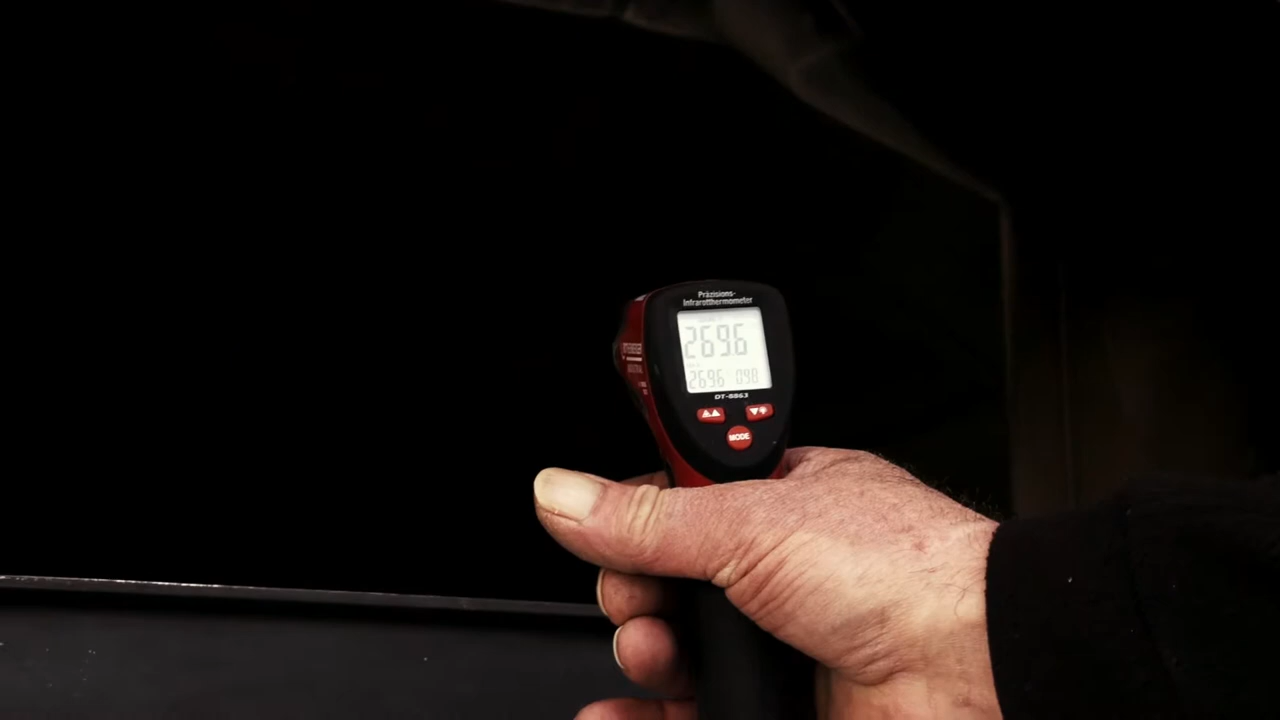 Präzisions-
Infrarotthermometer
269.6
269.6 0.98
DT-8863
MODE